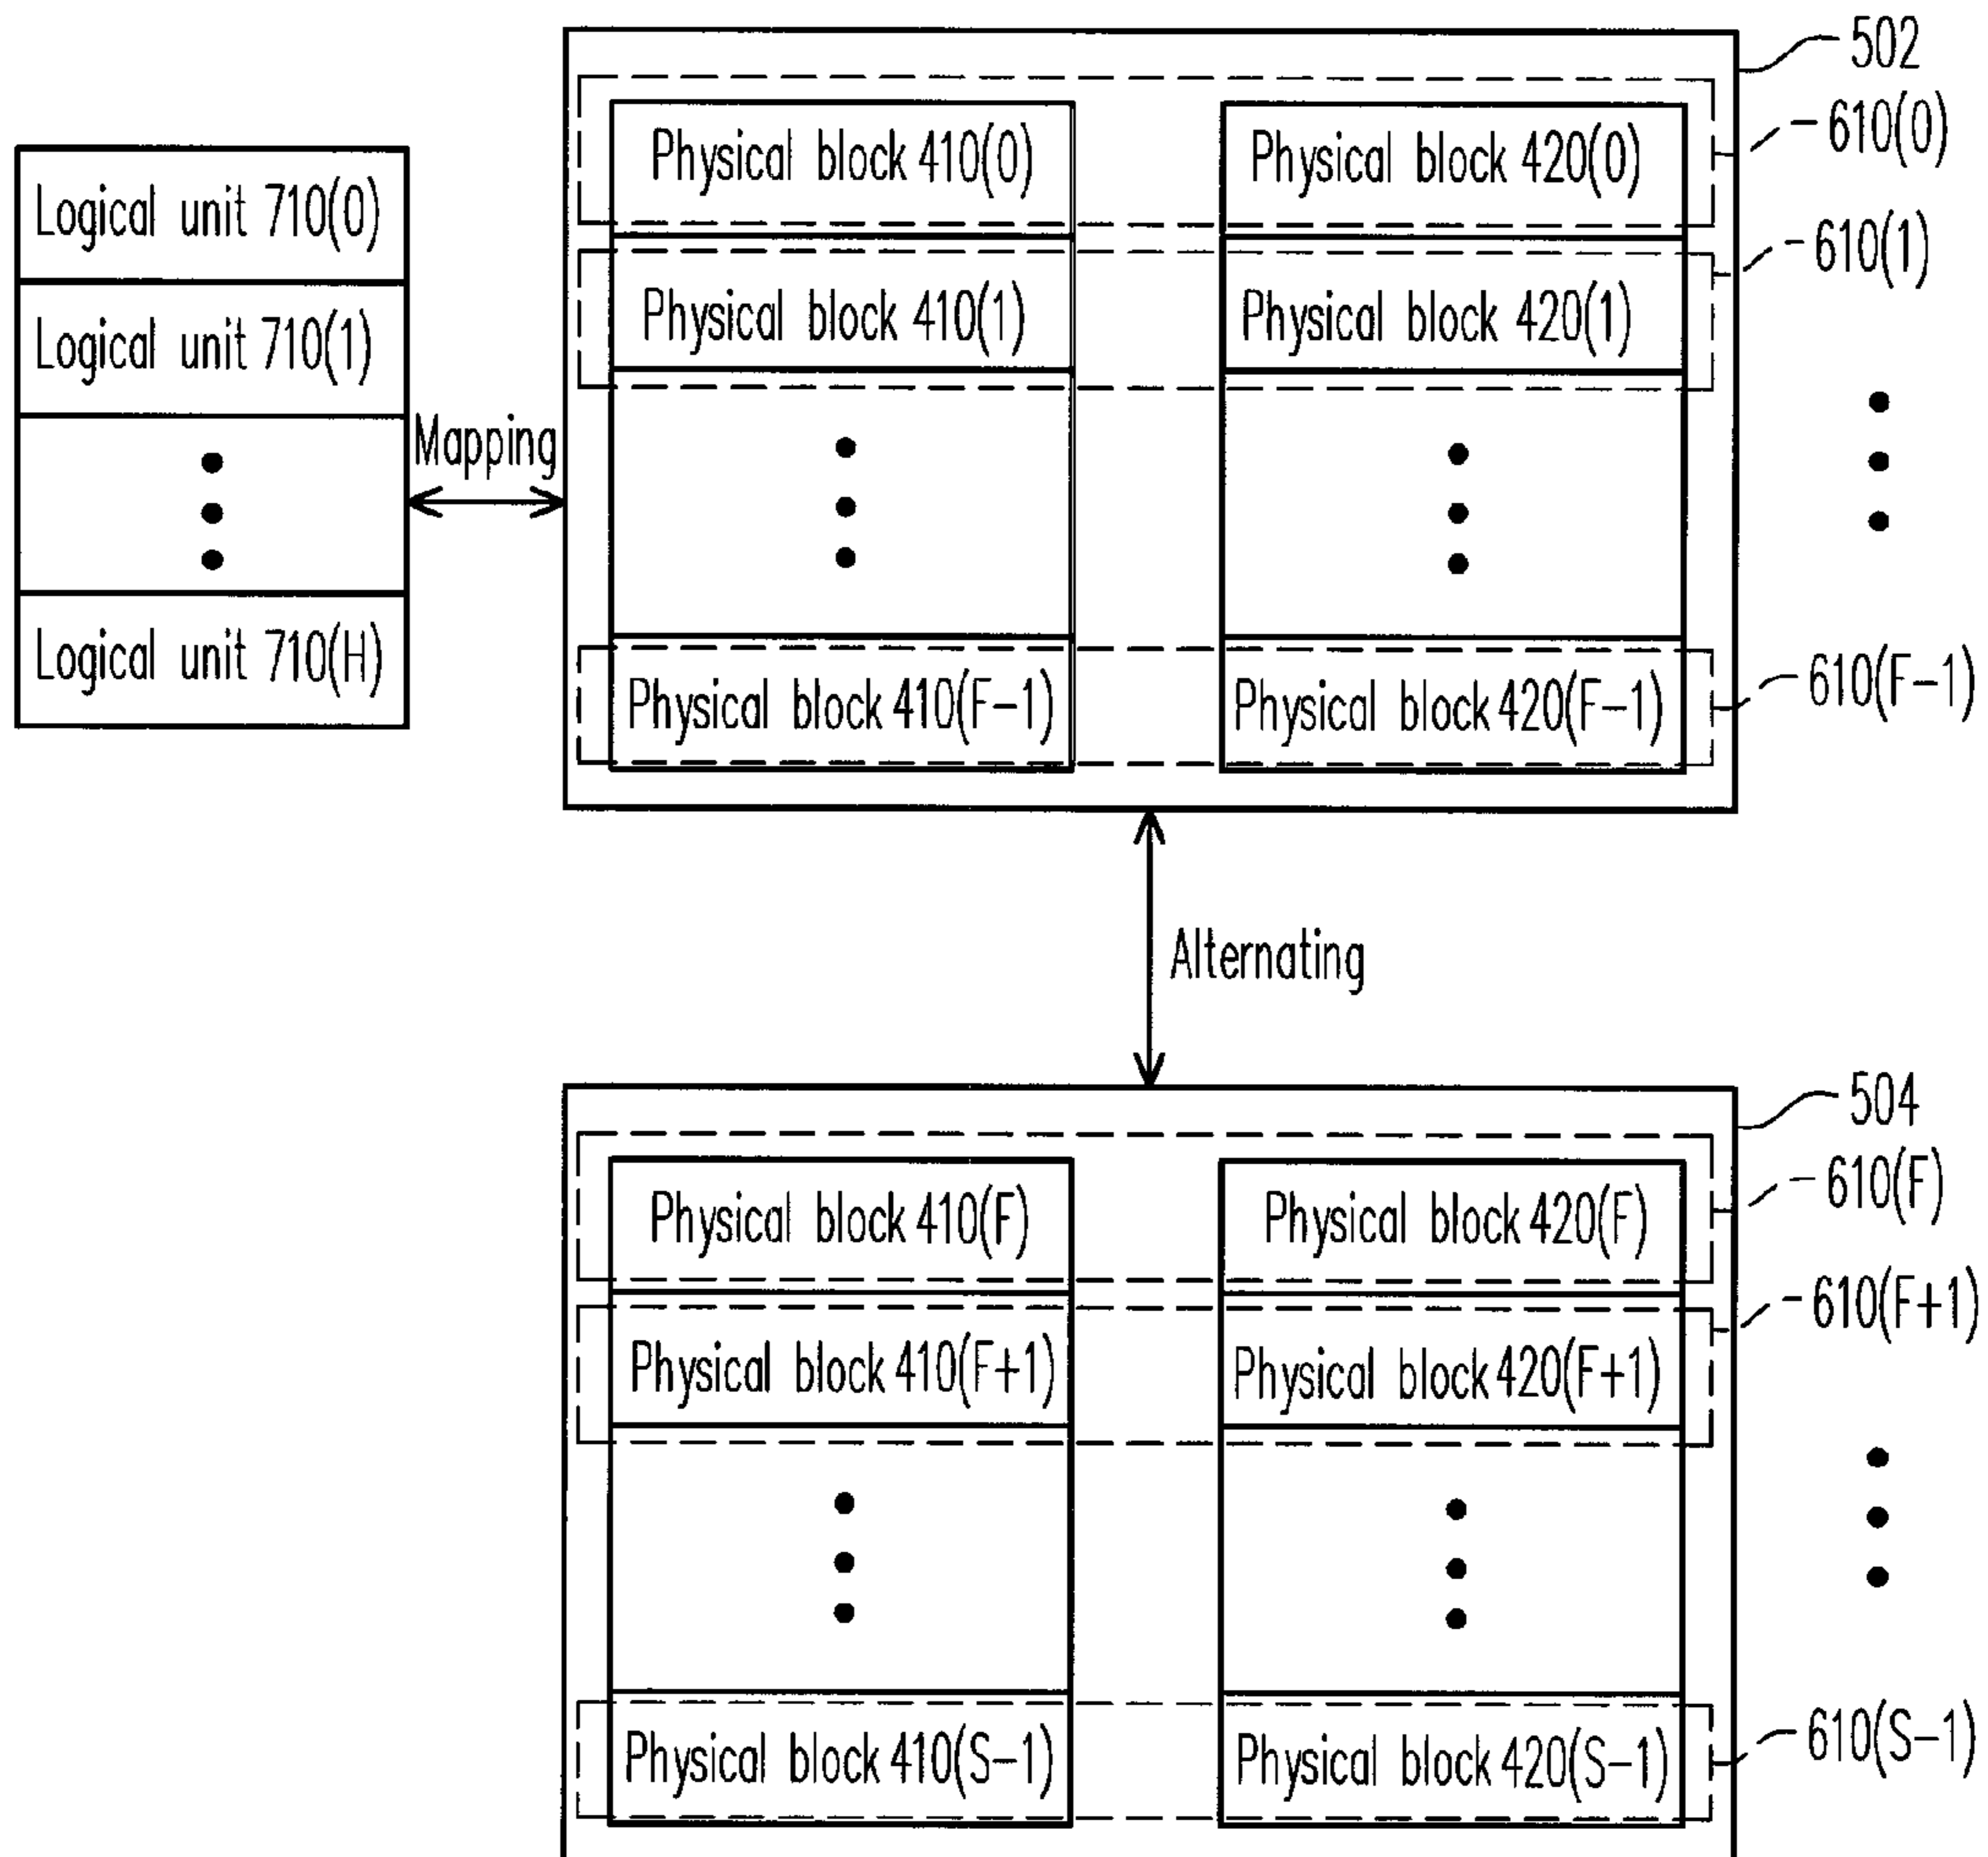 502
Physical block 410(0)
Physical block 420(0)
610(0)
Logical unit 710(0)
610(1)
Physical block 410(1)
Physical block 420(1)
Logical unit 710(1)
Mapping
Logical unit 710(H)
Physical block 410(F-1)
Physical block 420(F-1)
610(F-1)
Alternating
504
Physical block 410(F)
Physical block 420(F)
610(F)
610(F+1)
Physical block 410(F+1)
Physical block 420(F+1)
Physical block 410(S-1)
Physical block 420(S-1)
610(S-1)